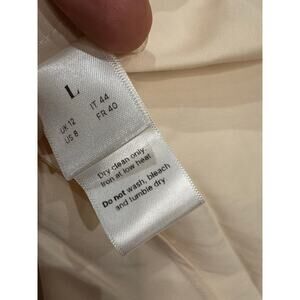 L
UK 12 IT 44
US 8 FR 40
Dry clean only.
Iron at low heat
Do not wash, bleach
and tumble dry